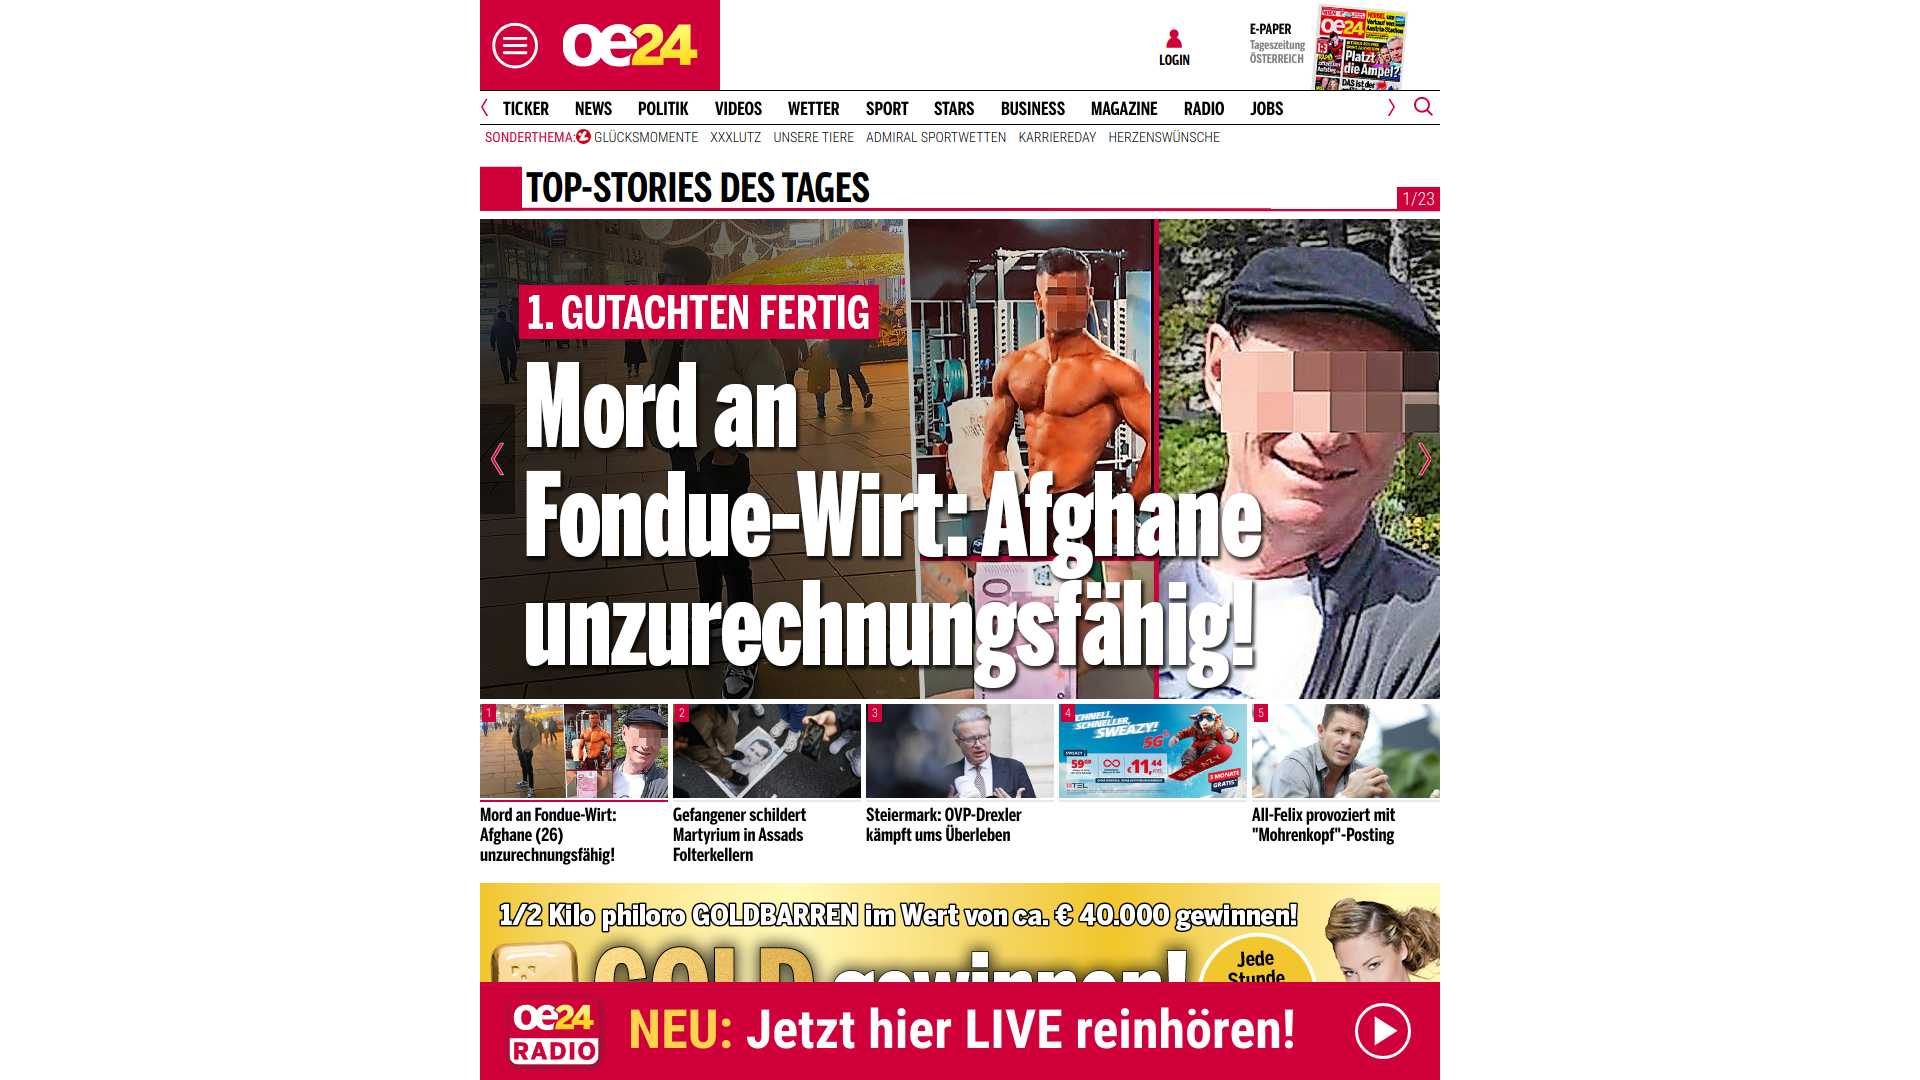 oe24
LOGIN
E-PAPER
Tageszeitung
ÖSTERREICH
oe24
Platzt
die Ampel?
TICKER NEWS POLITIK VIDEOS WETTER SPORT STARS BUSINESS MAGAZINE RADIO JOBS
SONDERTHEMA: GLÜCKSMOMENTE XXXLUTZ UNSERE TIERE ADMIRAL SPORTWETTEN KARRIEREDAY HERZENSWÜNSCHE
TOP-STORIES DES TAGES
1/23
1. GUTACHTEN FERTIG
Mord an
Fondue-Wirt: Afghane
unzurechnungsfähig!
1
2
3
4
5
SCHNELL,
SCHNELLER,
SWEAZY!
5G
€11,44
3 MONATE
GRATIS
Mord an Fondue-Wirt:
Afghane (26)
unzurechnungsfähig!
Gefangener schildert
Martyrium in Assads
Folterkellern
Steiermark: ÖVP-Drexler
kämpft ums Überleben
All-Felix provoziert mit
"Mohrenkopf"-Posting
1/2 Kilo philoro GOLDBARREN im Wert von ca. € 40.000 gewinnen!
GOLD gewinnen!
Jede
Stunde
oe24
RADIO
NEU: Jetzt hier LIVE reinhören!